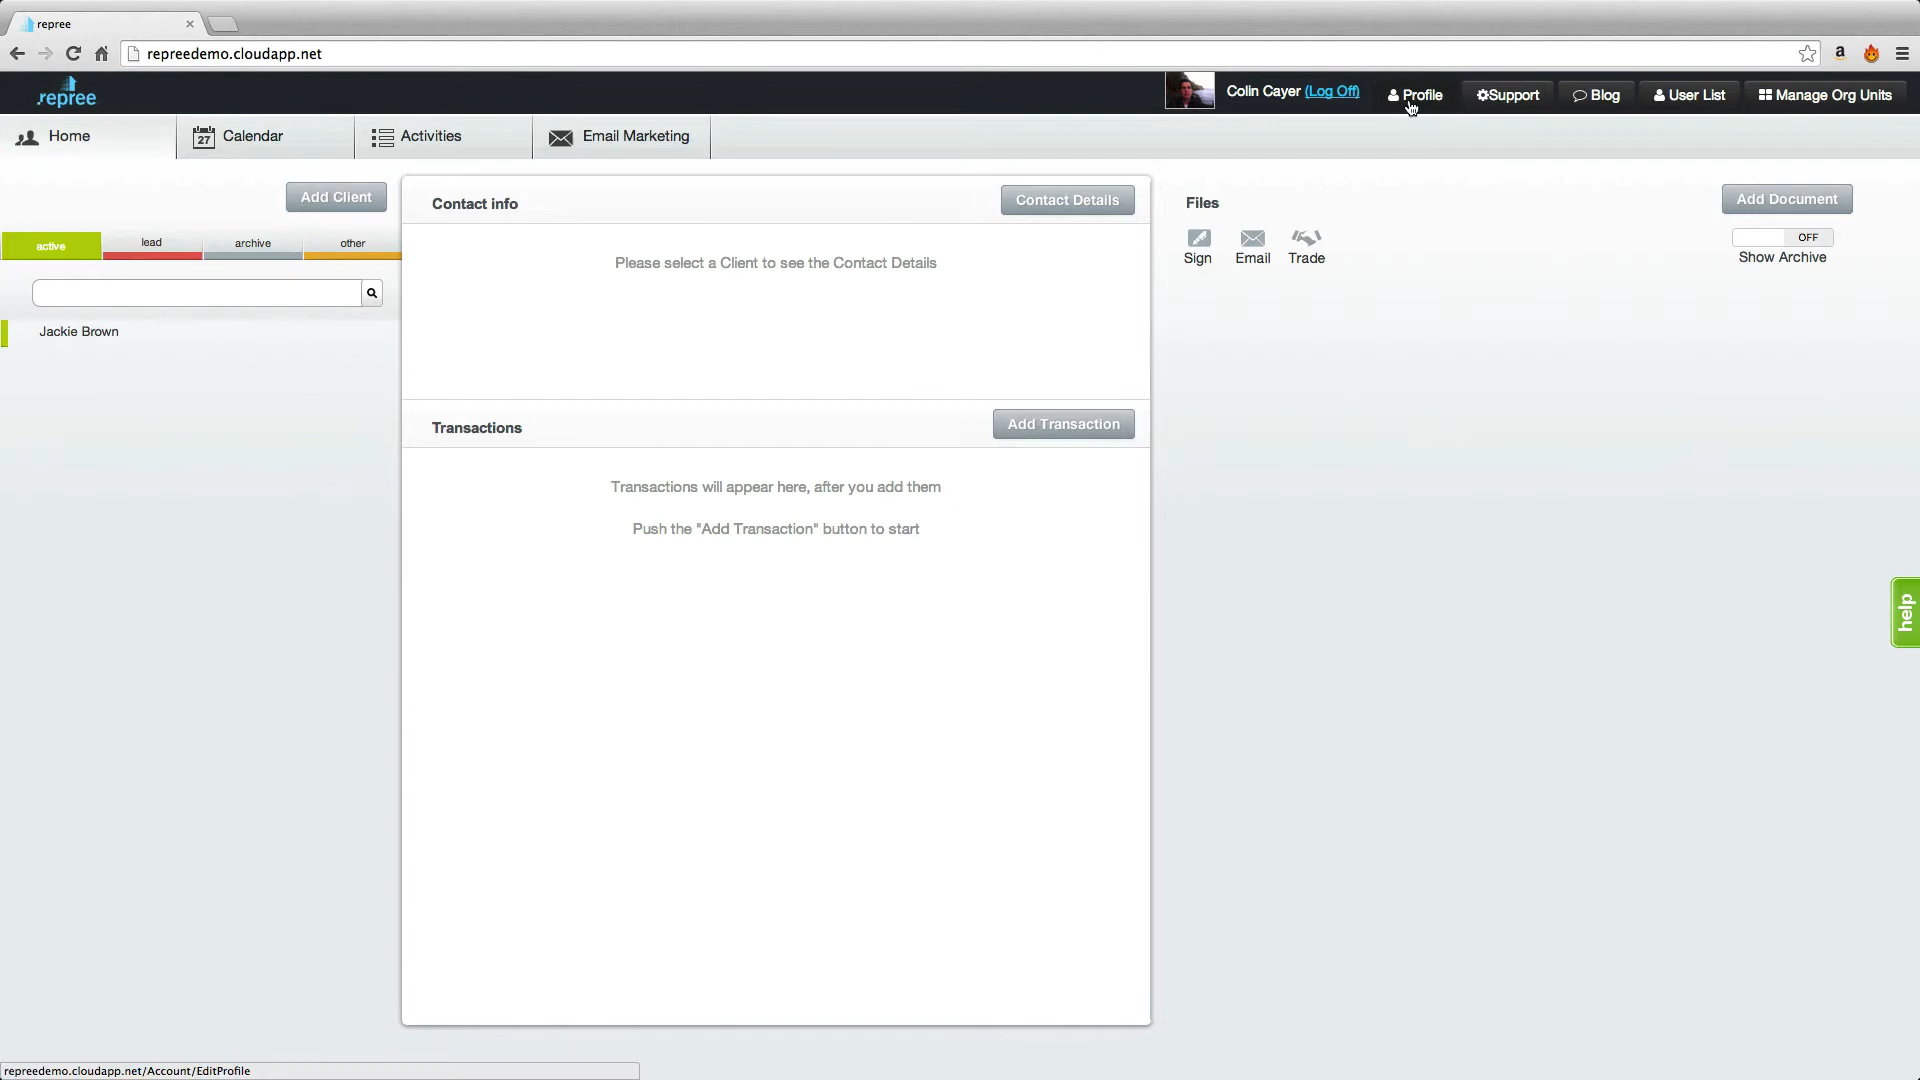 repree
repreedemo.cloudapp.net
a
repree
Colin Cayer (Log Off)
Profile
Support
Blog
User List
Manage Org Units
Home
27
Calendar
Activities
Email Marketing
Add Client
active
lead
archive
other
Jackie Brown
Contact info
Contact Details
Please select a Client to see the Contact Details
Transactions
Add Transaction
Transactions will appear here, after you add them
Push the "Add Transaction" button to start
Files
Add Document
Sign
Email
Trade
OFF
Show Archive
help
repreedemo.cloudapp.net/Account/EditProfile